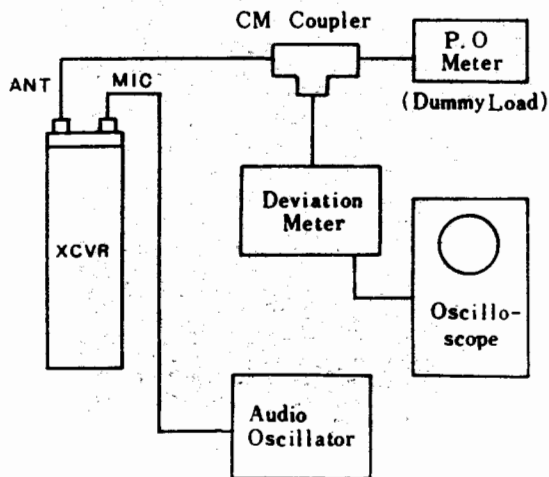 CM Coupler
P.O
Meter
(Dummy Load)
ANT
MIC
XCVR
Deviation
Meter
Oscillo-
scope
Audio
Oscillator